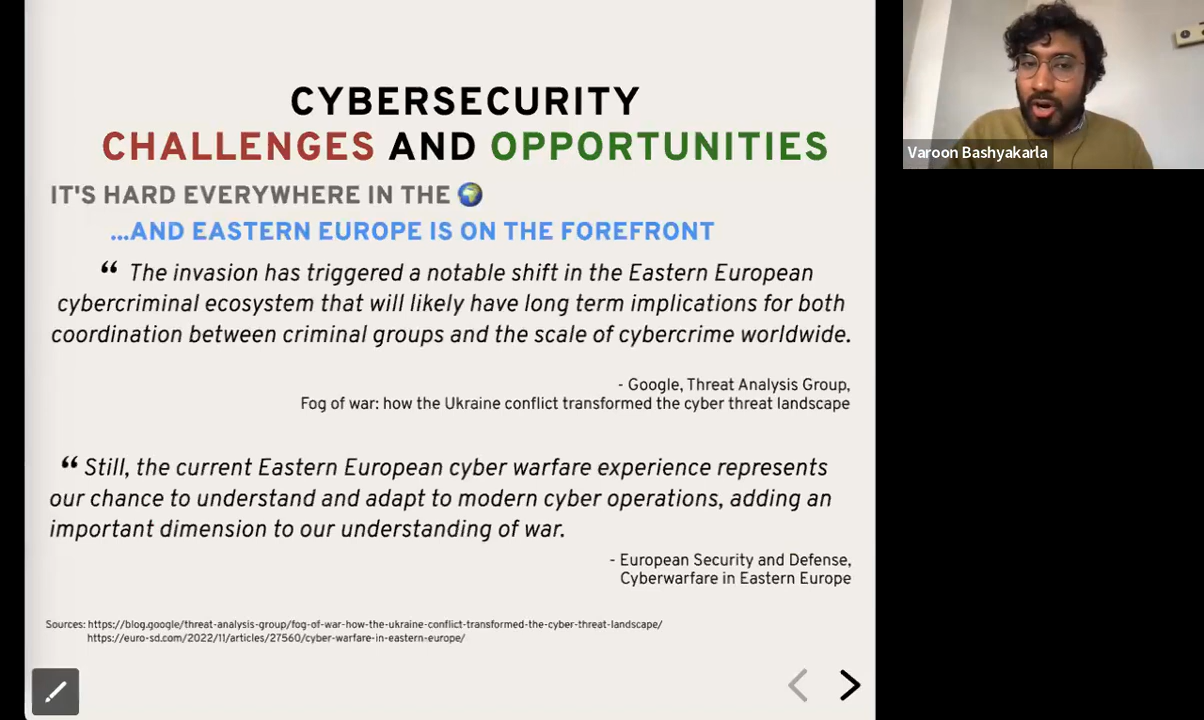 CYBERSECURITY
CHALLENGES AND OPPORTUNITIES
IT'S HARD EVERYWHERE IN THE
...AND EASTERN EUROPE IS ON THE FOREFRONT
“ The invasion has triggered a notable shift in the Eastern European
cybercriminal ecosystem that will likely have long term implications for both
coordination between criminal groups and the scale of cybercrime worldwide.
- Google, Threat Analysis Group,
Fog of war: how the Ukraine conflict transformed the cyber threat landscape
“ Still, the current Eastern European cyber warfare experience represents
our chance to understand and adapt to modern cyber operations, adding an
important dimension to our understanding of war.
- European Security and Defense,
Cyberwarfare in Eastern Europe
Sources: https://blog.google/threat-analysis-group/fog-of-war-how-the-ukraine-conflict-transformed-the-cyber-threat-landscape/
https://euro-sd.com/2022/11/articles/27560/cyber-warfare-in-eastern-europe/
Varoon Bashyakarla